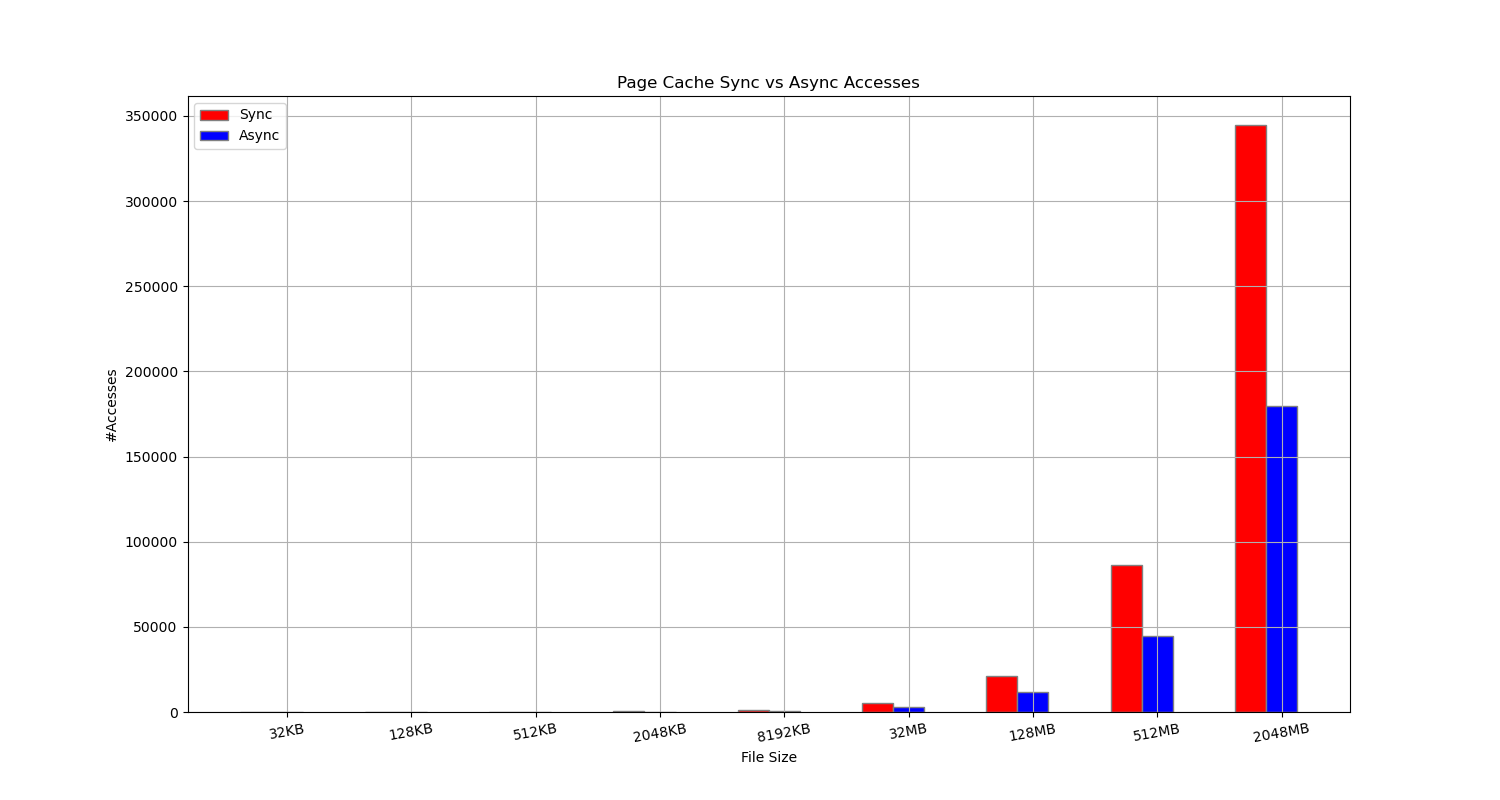 Page Cache Sync vs Async Accesses
Sync
Async
350000
300000
250000
200000
150000
100000
50000
0
#Accesses
32KB
128KB
512KB
2048KB
8192KB
32MB
128MB
512MB
2048MB
File Size